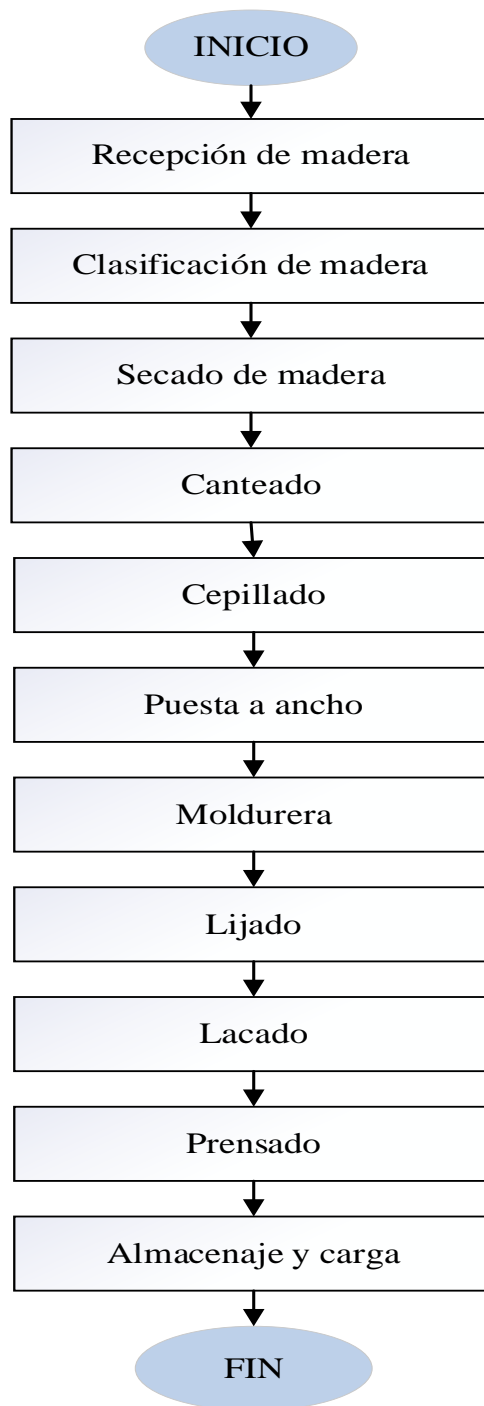 INICIO
Recepción de madera
Clasificación de madera
Secado de madera
Canteado
Cepillado
Puesta a ancho
Moldurera
Lijado
Lacado
Prensado
Almacenaje y carga
FIN